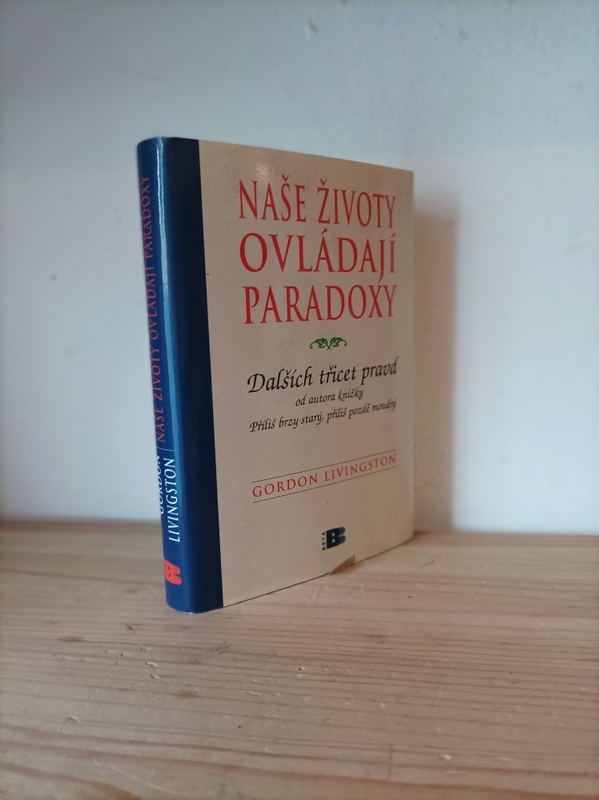 NAŠE ŽIVOTY
OVLÁDAJÍ
PARADOXY
Dalších třicet pravd
od autora knížky
Příliš brzy starý, příliš pozdě moudrý
GORDON LIVINGSTON
BETA
B
GORDON
LIVINGSTON
NAŠE ŽIVOTY OVLÁDAJÍ PARADOXY
B